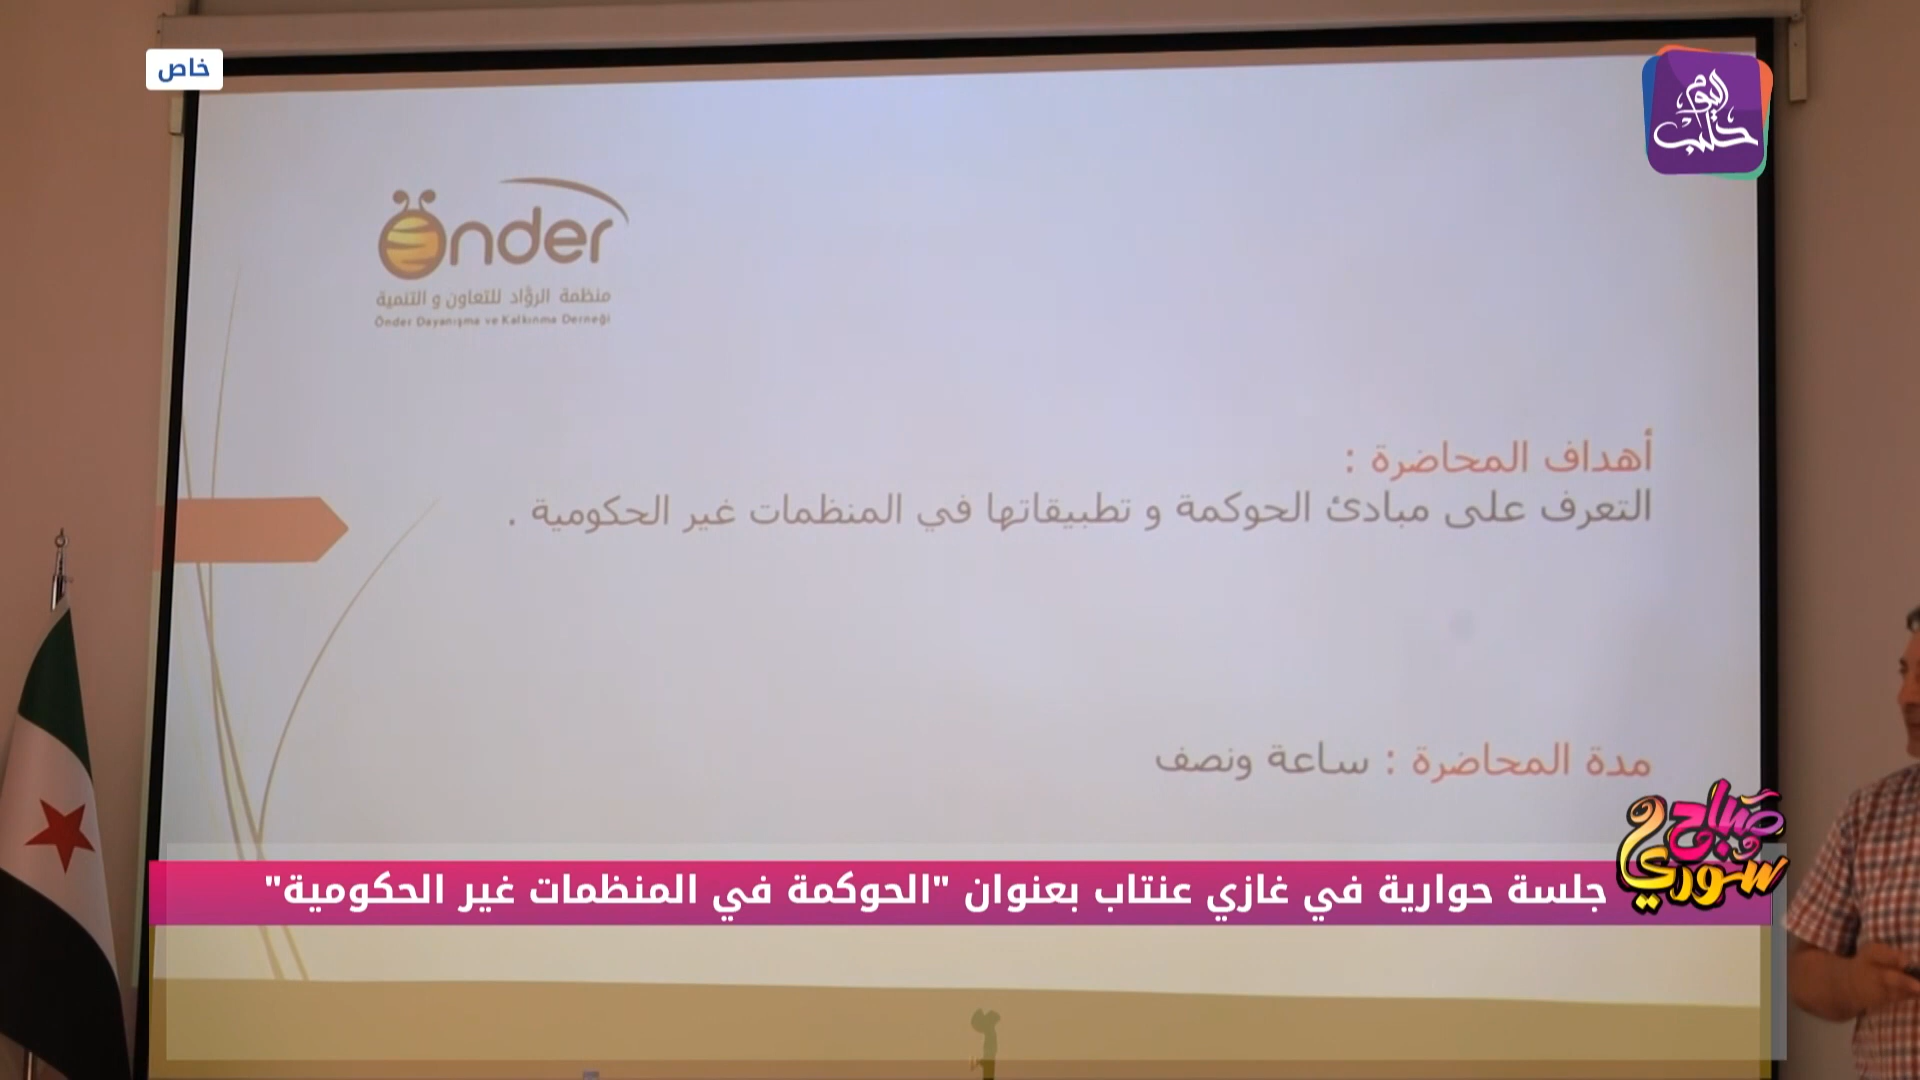 خاص
حلب اليوم
Önder
منظمة الروَّاد للتعاون و التنمية
Önder Dayanışma ve Kalkınma Derneği
أهداف المحاضرة :
التعرف على مبادئ الحوكمة و تطبيقاتها في المنظمات غير الحكومية .
مدة المحاضرة : ساعة ونصف
صباح سوري
جلسة حوارية في غازي عنتاب بعنوان "الحوكمة في المنظمات غير الحكومية"